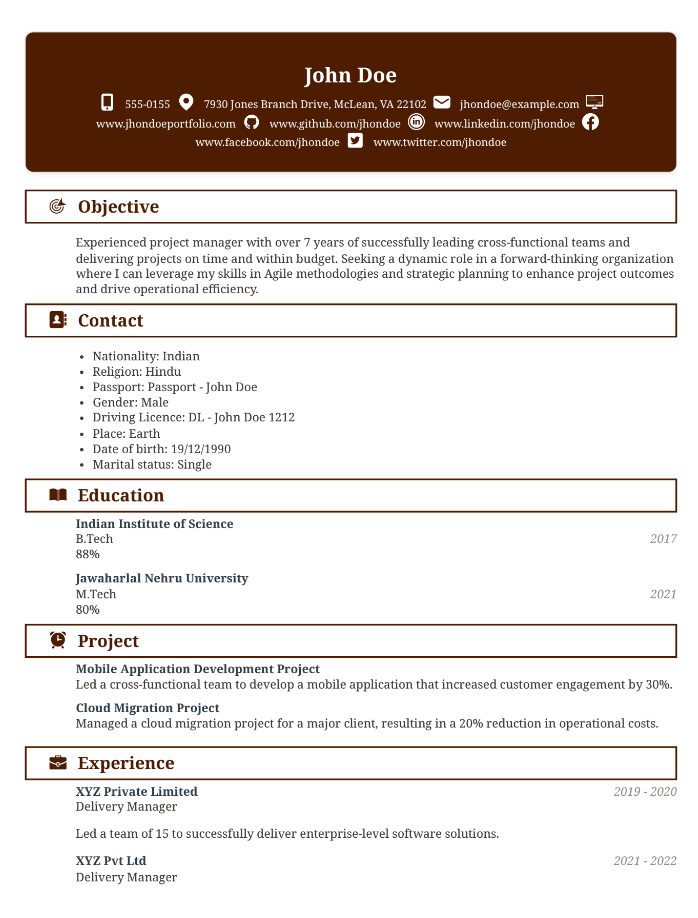 John Doe
555-0155 7930 Jones Branch Drive, McLean, VA 22102 jhondoe@example.com
www.jhondoeportfolio.com www.github.com/jhondoe www.linkedin.com/jhondoe
www.facebook.com/jhondoe www.twitter.com/jhondoe
Objective
Experienced project manager with over 7 years of successfully leading cross-functional teams and
delivering projects on time and within budget. Seeking a dynamic role in a forward-thinking organization
where I can leverage my skills in Agile methodologies and strategic planning to enhance project outcomes
and drive operational efficiency.
Contact
• Nationality: Indian
• Religion: Hindu
• Passport: Passport - John Doe
• Gender: Male
• Driving Licence: DL - John Doe 1212
• Place: Earth
• Date of birth: 19/12/1990
• Marital status: Single
Education
Indian Institute of Science
B.Tech 2017
88%
Jawaharlal Nehru University
M.Tech 2021
80%
Project
Mobile Application Development Project
Led a cross-functional team to develop a mobile application that increased customer engagement by 30%.
Cloud Migration Project
Managed a cloud migration project for a major client, resulting in a 20% reduction in operational costs.
Experience
XYZ Private Limited 2019 - 2020
Delivery Manager
Led a team of 15 to successfully deliver enterprise-level software solutions.
XYZ Pvt Ltd 2021 - 2022
Delivery Manager